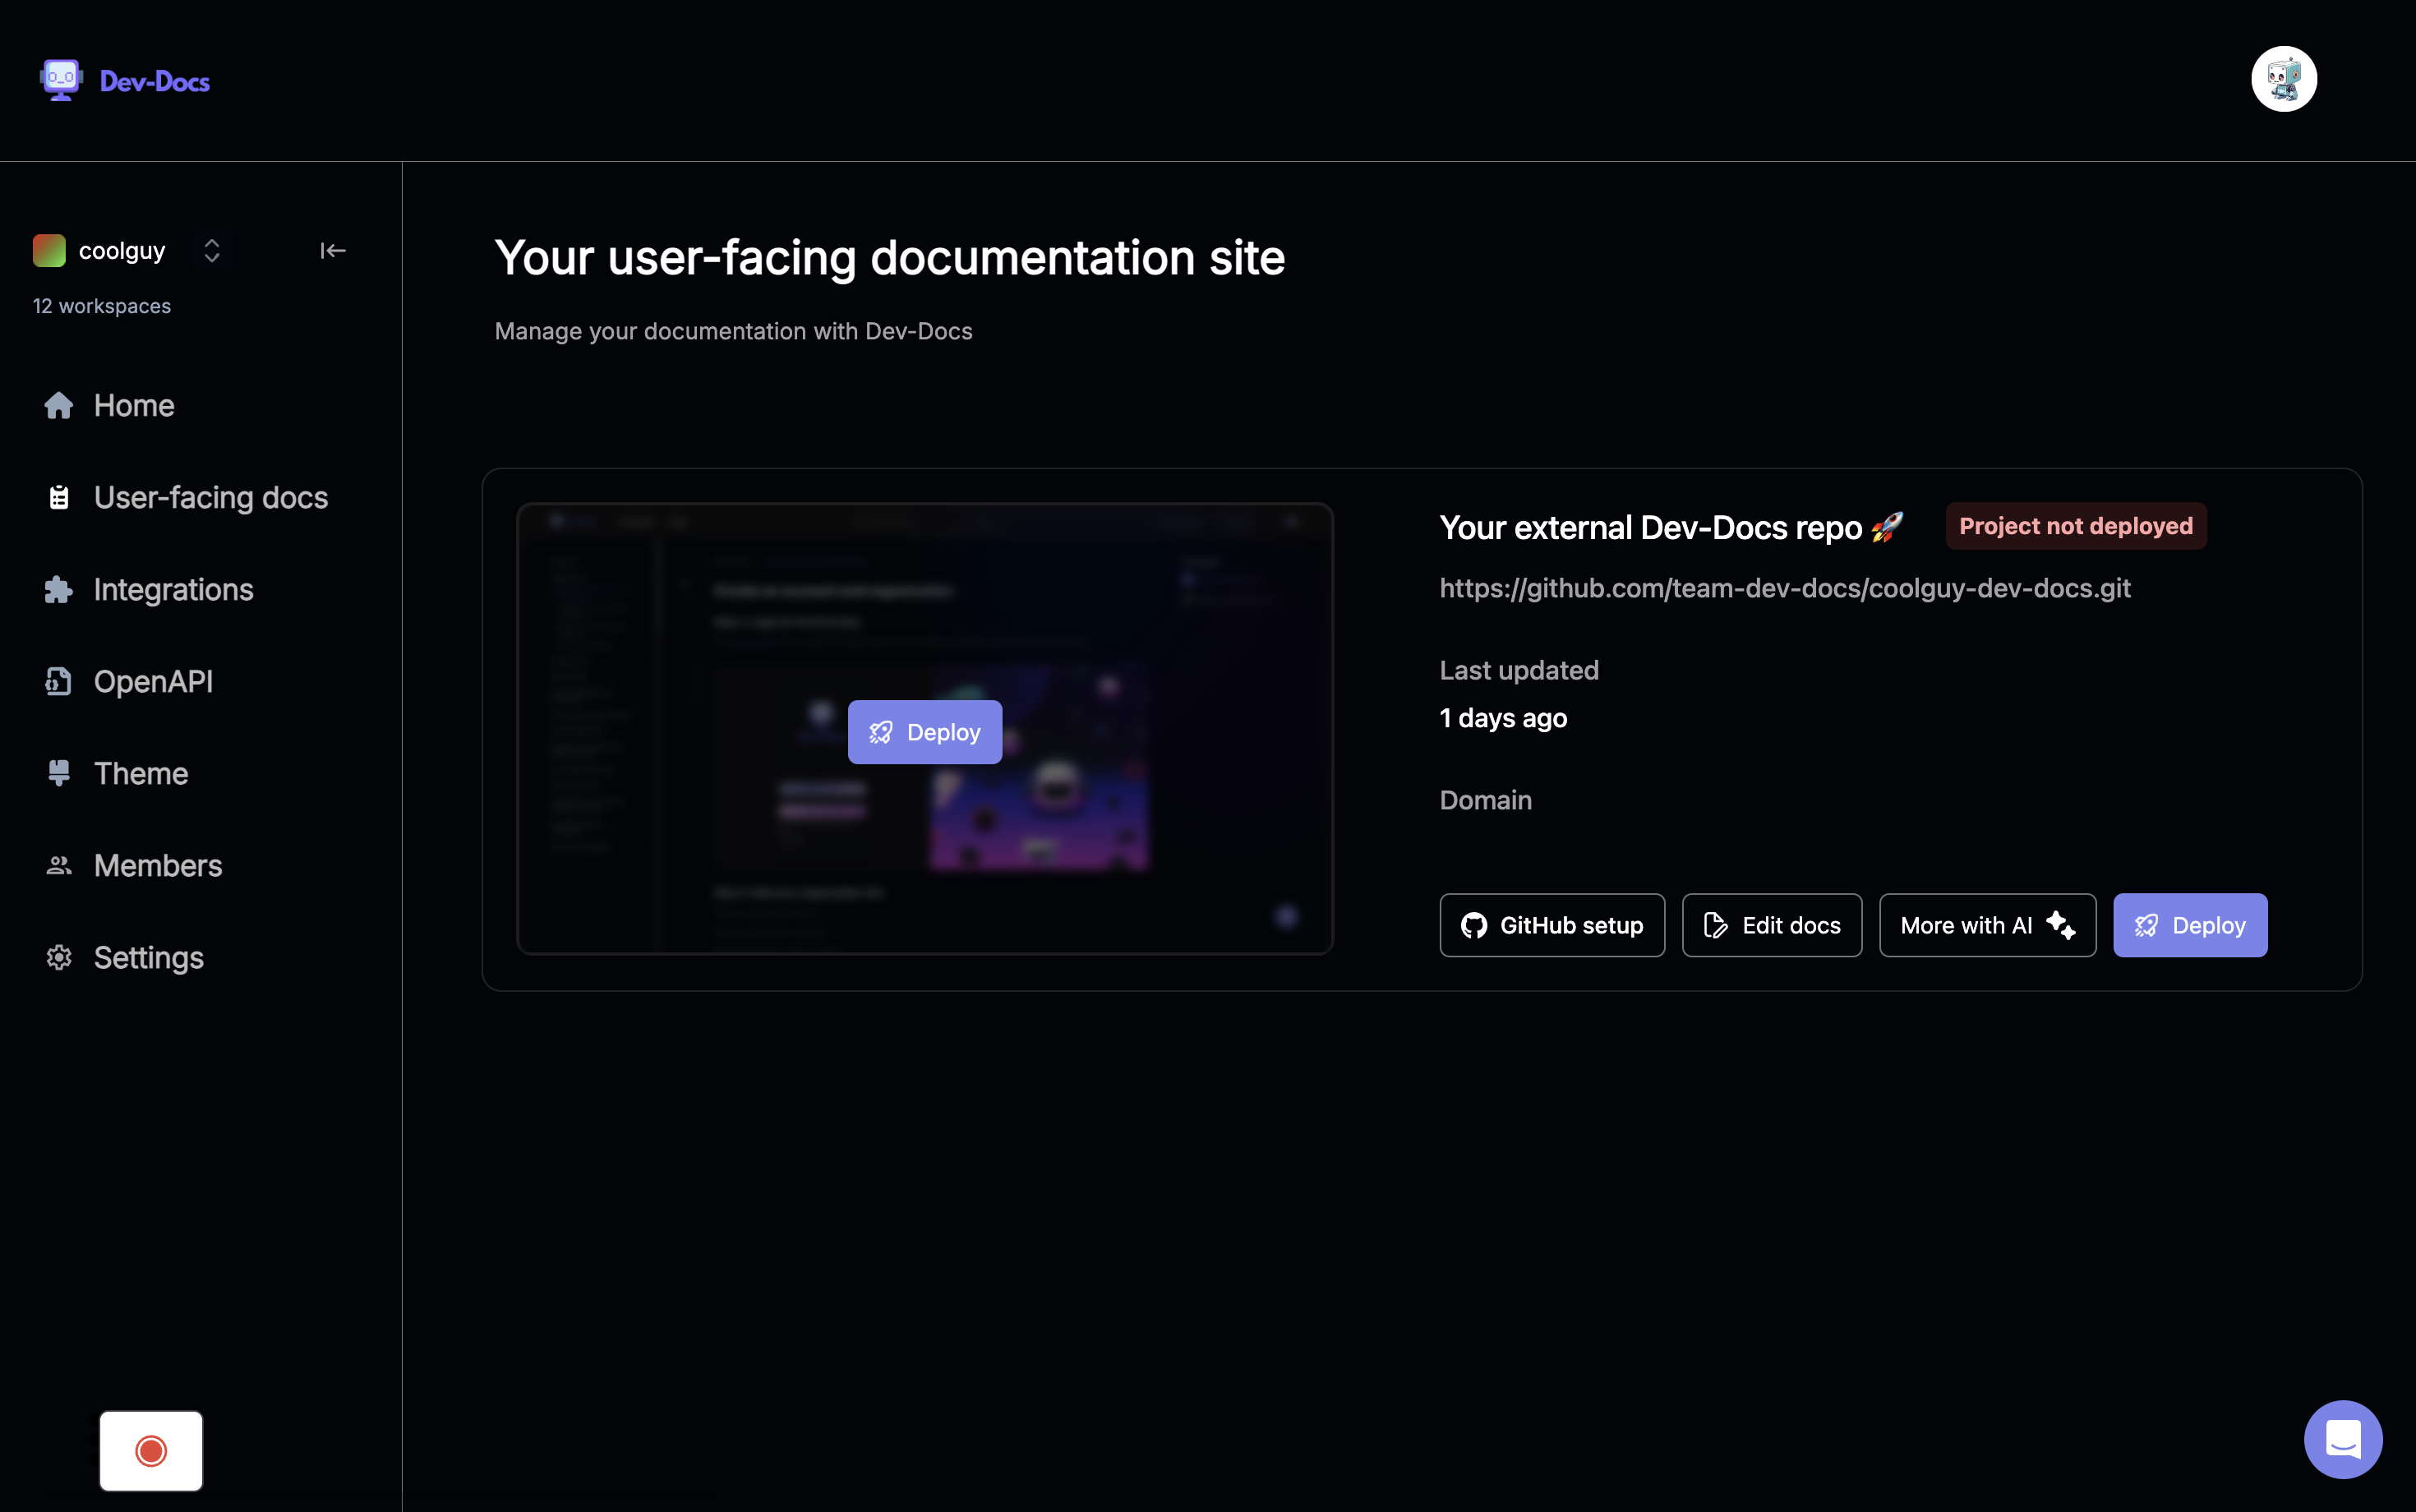 Dev-Docs
coolguy
12 workspaces
Home
User-facing docs
Integrations
OpenAPI
Theme
Members
Settings
Your user-facing documentation site
Manage your documentation with Dev-Docs
Deploy
Your external Dev-Docs repo 🚀
Project not deployed
https://github.com/team-dev-docs/coolguy-dev-docs.git
Last updated
1 days ago
Domain
GitHub setup
Edit docs
More with AI
Deploy